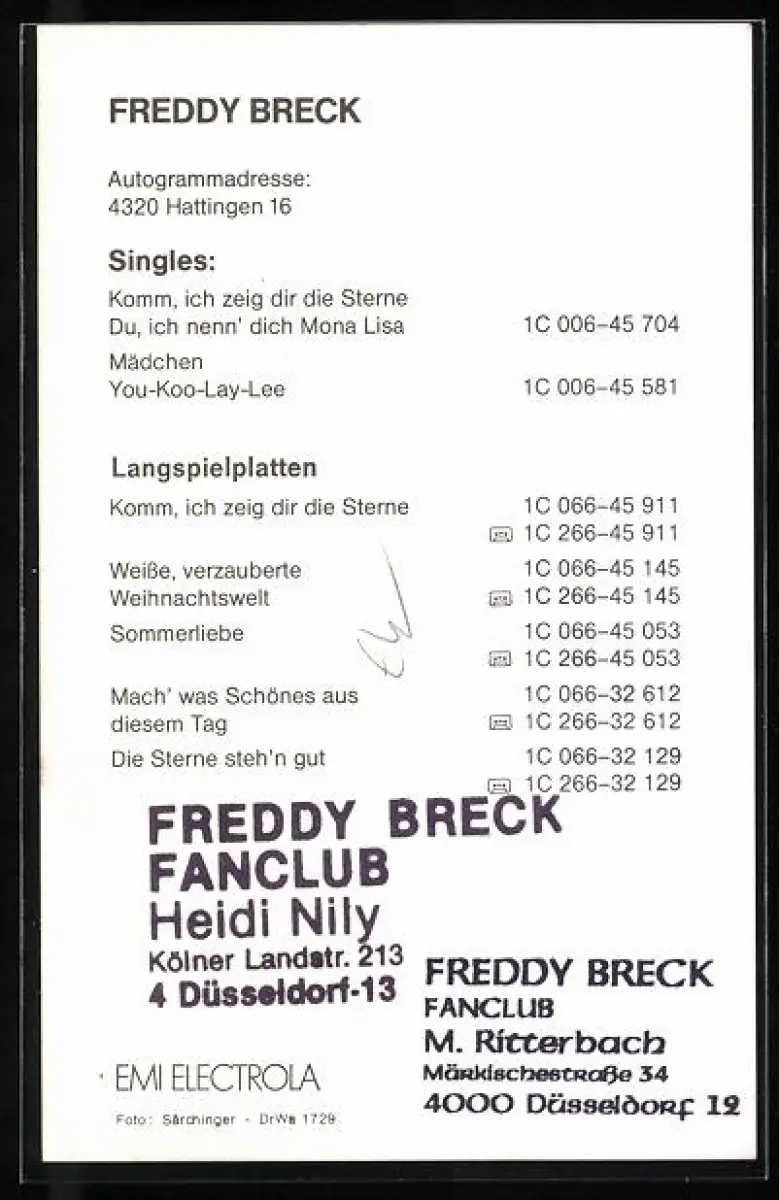 FREDDY BRECK
Autogrammadresse:
4320 Hattingen 16
Singles:
Komm, ich zeig dir die Sterne
Du, ich nenn' dich Mona Lisa 1C 006-45 704
Mädchen
You-Koo-Lay-Lee 1C 006-45 581
Langspielplatten
Komm, ich zeig dir die Sterne 1C 066-45 911
1C 266-45 911
Weiße, verzauberte 1C 066-45 145
Weihnachtswelt 1C 266-45 145
Sommerliebe 1C 066-45 053
1C 266-45 053
Mach' was Schönes aus 1C 066-32 612
diesem Tag 1C 266-32 612
Die Sterne steh'n gut 1C 066-32 129
1C 266-32 129
FREDDY BRECK
FANCLUB
Heidi Nily
Kölner Landstr. 213
4 Düsseldorf-13
FREDDY BRECK
FANCLUB
M. Ritterbach
Märkischestraße 34
4000 Düsseldorf 12
EMI ELECTROLA
Foto: Särchinger - DrWe 1729